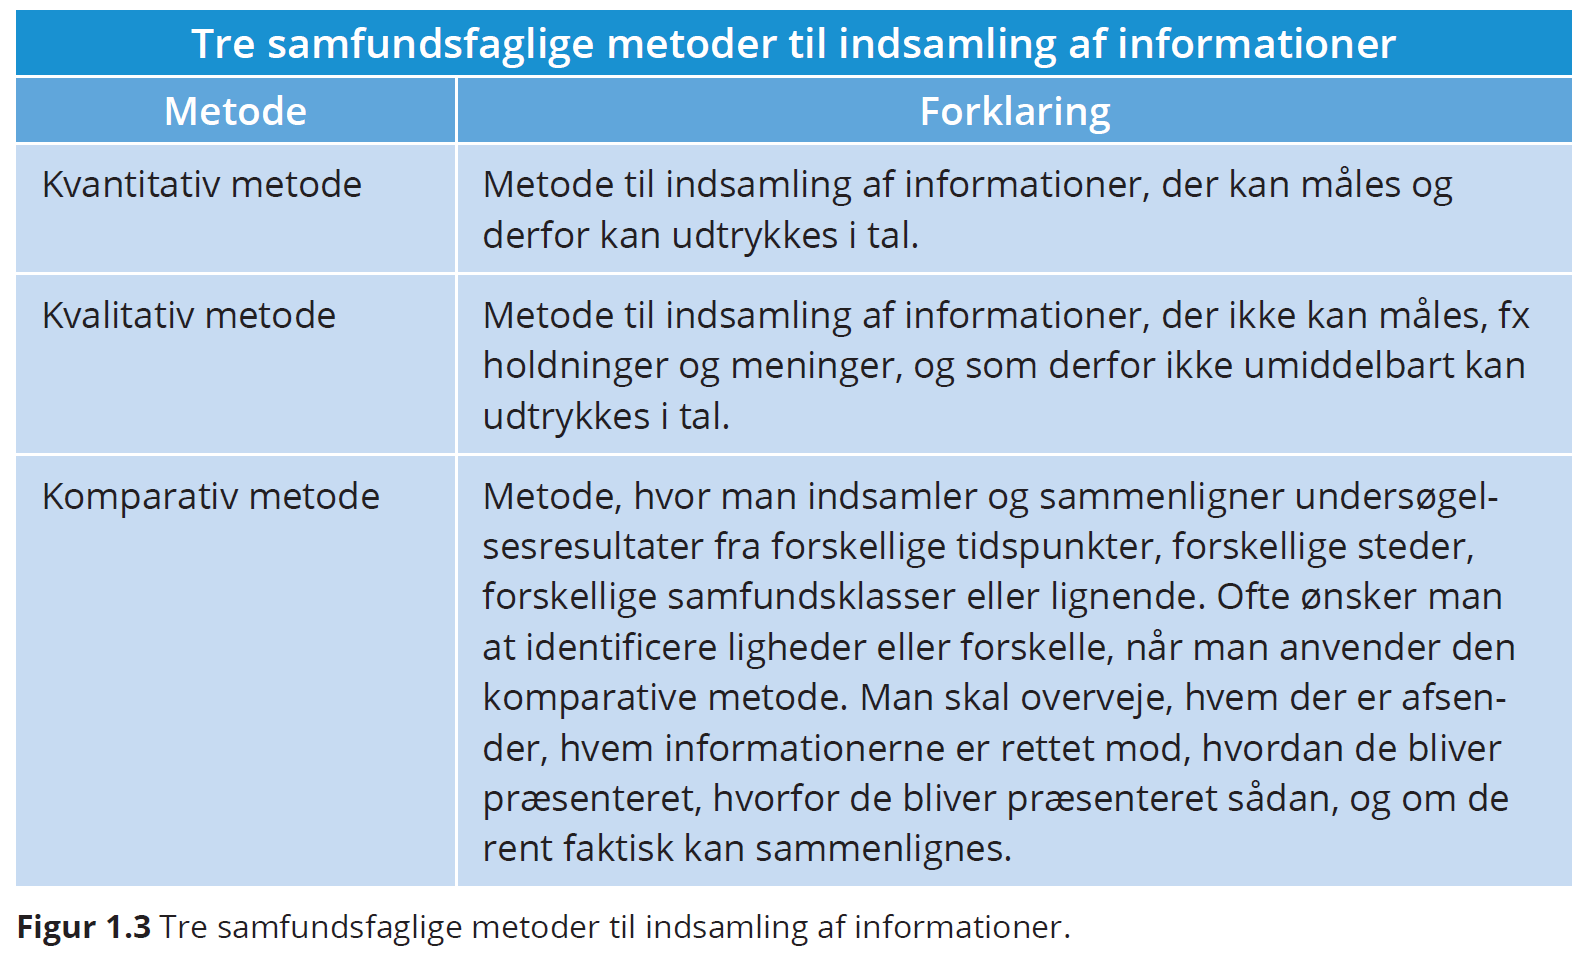 Tre samfundsfaglige metoder til indsamling af informationer
Metode
Forklaring
Kvantitativ metode
Metode til indsamling af informationer, der kan måles og
derfor kan udtrykkes i tal.
Kvalitativ metode
Metode til indsamling af informationer, der ikke kan måles, fx
holdninger og meninger, og som derfor ikke umiddelbart kan
udtrykkes i tal.
Komparativ metode
Metode, hvor man indsamler og sammenligner undersøgel-
sesresultater fra forskellige tidspunkter, forskellige steder,
forskellige samfundsklasser eller lignende. Ofte ønsker man
at identificere ligheder eller forskelle, når man anvender den
komparative metode. Man skal overveje, hvem der er afsen-
der, hvem informationerne er rettet mod, hvordan de bliver
præsenteret, hvorfor de bliver præsenteret sådan, og om de
rent faktisk kan sammenlignes.
Figur 1.3 Tre samfundsfaglige metoder til indsamling af informationer.